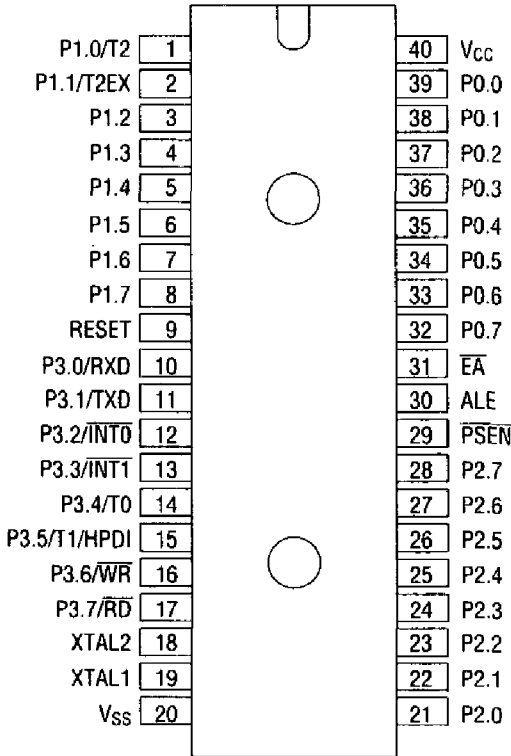 P1.0/T2 1 40 VCC
P1.1/T2EX 2 39 P0.0
P1.2 3 38 P0.1
P1.3 4 37 P0.2
P1.4 5 36 P0.3
P1.5 6 35 P0.4
P1.6 7 34 P0.5
P1.7 8 33 P0.6
RESET 9 32 P0.7
P3.0/RXD 10 31 E̅A̅
P3.1/TXD 11 30 ALE
P3.2/I̅N̅T̅0̅ 12 29 P̅S̅E̅N̅
P3.3/I̅N̅T̅1̅ 13 28 P2.7
P3.4/T0 14 27 P2.6
P3.5/T1/HPDI 15 26 P2.5
P3.6/W̅R̅ 16 25 P2.4
P3.7/R̅D̅ 17 24 P2.3
XTAL2 18 23 P2.2
XTAL1 19 22 P2.1
VSS 20 21 P2.0